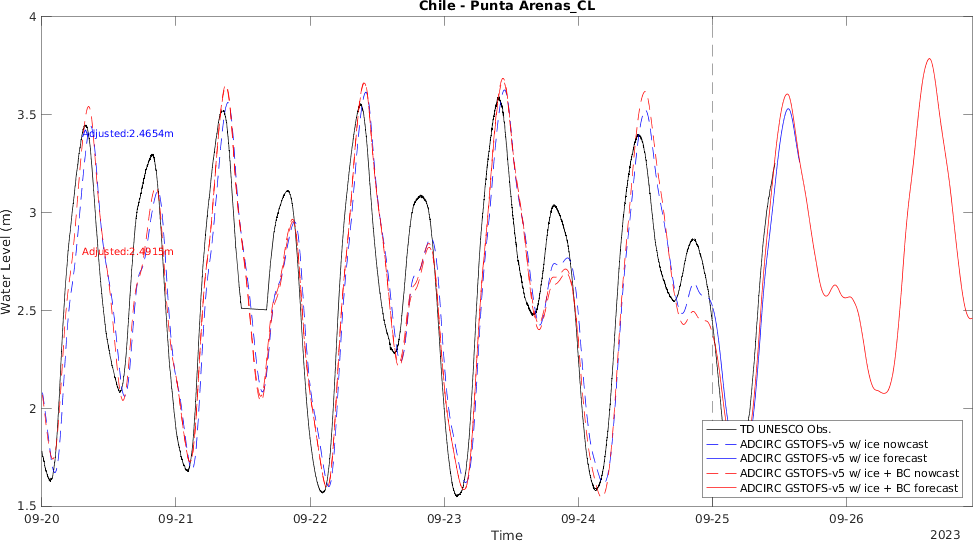 Chile - Punta Arenas_CL
4
3.5
3
2.5
2
1.5
Water Level (m)
Adjusted:2.4654m
Adjusted:2.4915m
TD UNESCO Obs.
ADCIRC GSTOFS-v5 w/ ice nowcast
ADCIRC GSTOFS-v5 w/ ice forecast
ADCIRC GSTOFS-v5 w/ ice + BC nowcast
ADCIRC GSTOFS-v5 w/ ice + BC forecast
09-20 09-21 09-22 09-23 09-24 09-25 09-26
Time
2023